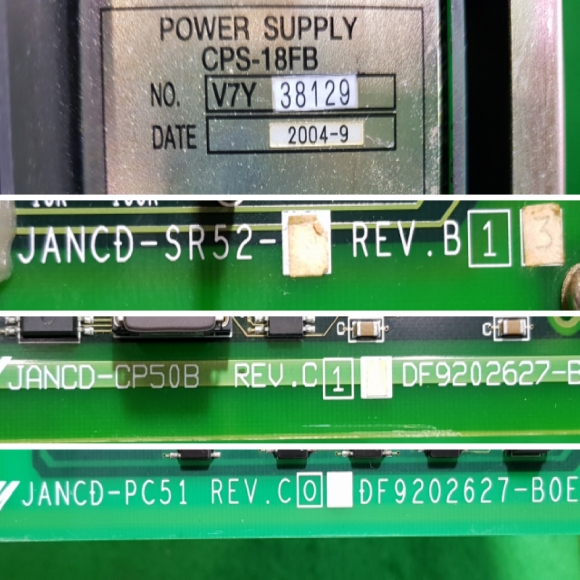 POWER SUPPLY
CPS-18FB
NO. V7Y 38129
DATE 2004-9
JANCD-SR52- REV.B 1 3
JANCD-CP50B REV.C 1 DF9202627-B
JANCD-PC51 REV.C 0 DF9202627-B0E